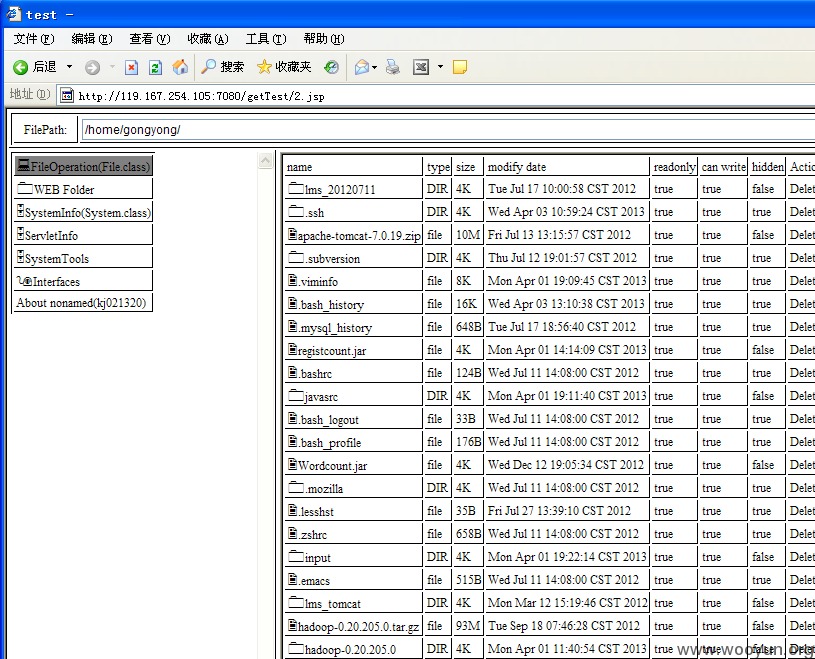 test -
文件(F) 编辑(E) 查看(V) 收藏(A) 工具(T) 帮助(H)
后退 搜索 收藏夹
地址(D) http://119.167.254.105:7080/getTest/2.jsp
FilePath: /home/gongyong/
FileOperation(File.class)
WEB Folder
SystemInfo(System.class)
ServletInfo
SystemTools
Interfaces
About nonamed(kj021320)
name type size modify date readonly can write hidden Actio
lms_20120711 DIR 4K Tue Jul 17 10:00:58 CST 2012 true true false Delet
.ssh DIR 4K Wed Apr 03 10:59:24 CST 2013 true true true Delet
apache-tomcat-7.0.19.zip file 10M Fri Jul 13 13:15:57 CST 2012 true true false Delet
.subversion DIR 4K Thu Jul 12 19:01:57 CST 2012 true true true Delet
.viminfo file 8K Mon Apr 01 19:09:45 CST 2013 true true true Delet
.bash_history file 16K Wed Apr 03 13:10:38 CST 2013 true true true Delet
.mysql_history file 648B Tue Jul 17 18:56:40 CST 2012 true true true Delet
registcount.jar file 4K Mon Apr 01 14:14:09 CST 2013 true true false Delet
.bashrc file 124B Wed Jul 11 14:08:00 CST 2012 true true true Delet
javasrc DIR 4K Mon Apr 01 19:11:40 CST 2013 true true false Delet
.bash_logout file 33B Wed Jul 11 14:08:00 CST 2012 true true true Delet
.bash_profile file 176B Wed Jul 11 14:08:00 CST 2012 true true true Delet
Wordcount.jar file 4K Wed Dec 12 19:05:34 CST 2012 true true false Delet
.mozilla DIR 4K Wed Jul 11 14:08:00 CST 2012 true true true Delet
.lesshst file 35B Fri Jul 27 13:39:10 CST 2012 true true true Delet
.zshrc file 658B Wed Jul 11 14:08:00 CST 2012 true true true Delet
input DIR 4K Mon Apr 01 19:22:14 CST 2013 true true false Delet
.emacs file 515B Wed Jul 11 14:08:00 CST 2012 true true true Delet
lms_tomcat DIR 4K Mon Mar 12 15:19:46 CST 2012 true true false Delet
hadoop-0.20.205.0.tar.gz file 93M Tue Sep 18 07:46:28 CST 2012 true true false Delet
hadoop-0.20.205.0 DIR 4K Mon Apr 01 11:40:54 CST 2013 true true false Delet
www.wooyun.org